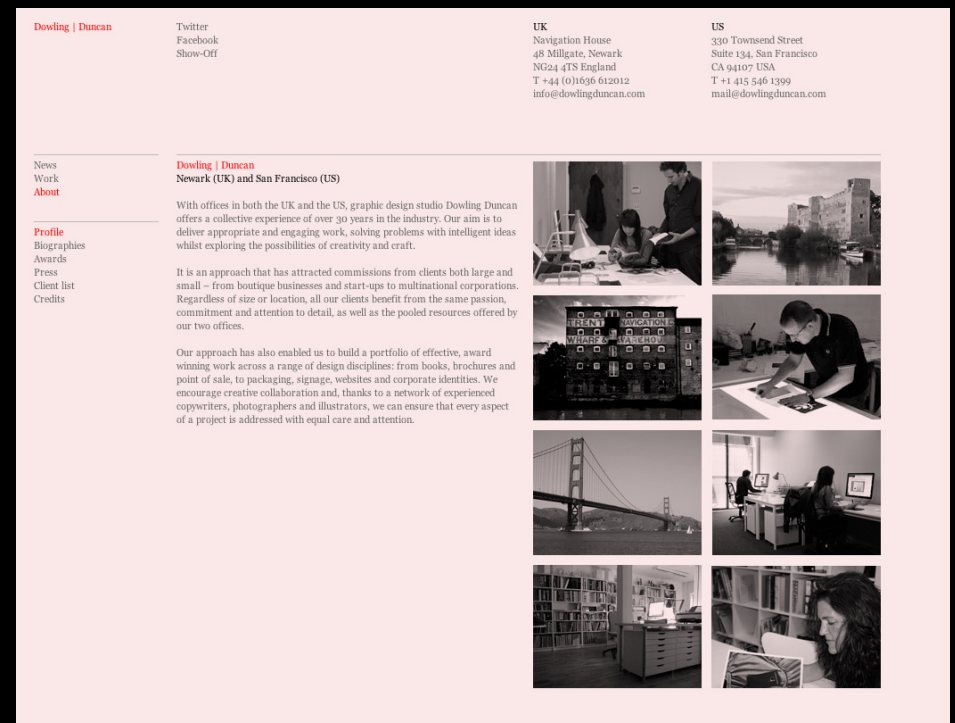 Dowling | Duncan
Twitter
Facebook
Show-Off
UK
Navigation House
48 Millgate, Newark
NG24 4TS England
T +44 (0)1636 612012
info@dowlingduncan.com
US
330 Townsend Street
Suite 134, San Francisco
CA 94107 USA
T +1 415 546 1399
mail@dowlingduncan.com
News
Work
About
Profile
Biographies
Awards
Press
Client list
Credits
Dowling | Duncan
Newark (UK) and San Francisco (US)
With offices in both the UK and the US, graphic design studio Dowling Duncan
offers a collective experience of over 30 years in the industry. Our aim is to
deliver appropriate and engaging work, solving problems with intelligent ideas
whilst exploring the possibilities of creativity and craft.
It is an approach that has attracted commissions from clients both large and
small – from boutique businesses and start-ups to multinational corporations.
Regardless of size or location, all our clients benefit from the same passion,
commitment and attention to detail, as well as the pooled resources offered by
our two offices.
Our approach has also enabled us to build a portfolio of effective, award
winning work across a range of design disciplines: from books, brochures and
point of sale, to packaging, signage, websites and corporate identities. We
encourage creative collaboration and, thanks to a network of experienced
copywriters, photographers and illustrators, we can ensure that every aspect
of a project is addressed with equal care and attention.
TRENT NAVIGATION
WHARF & WAREHOUSE